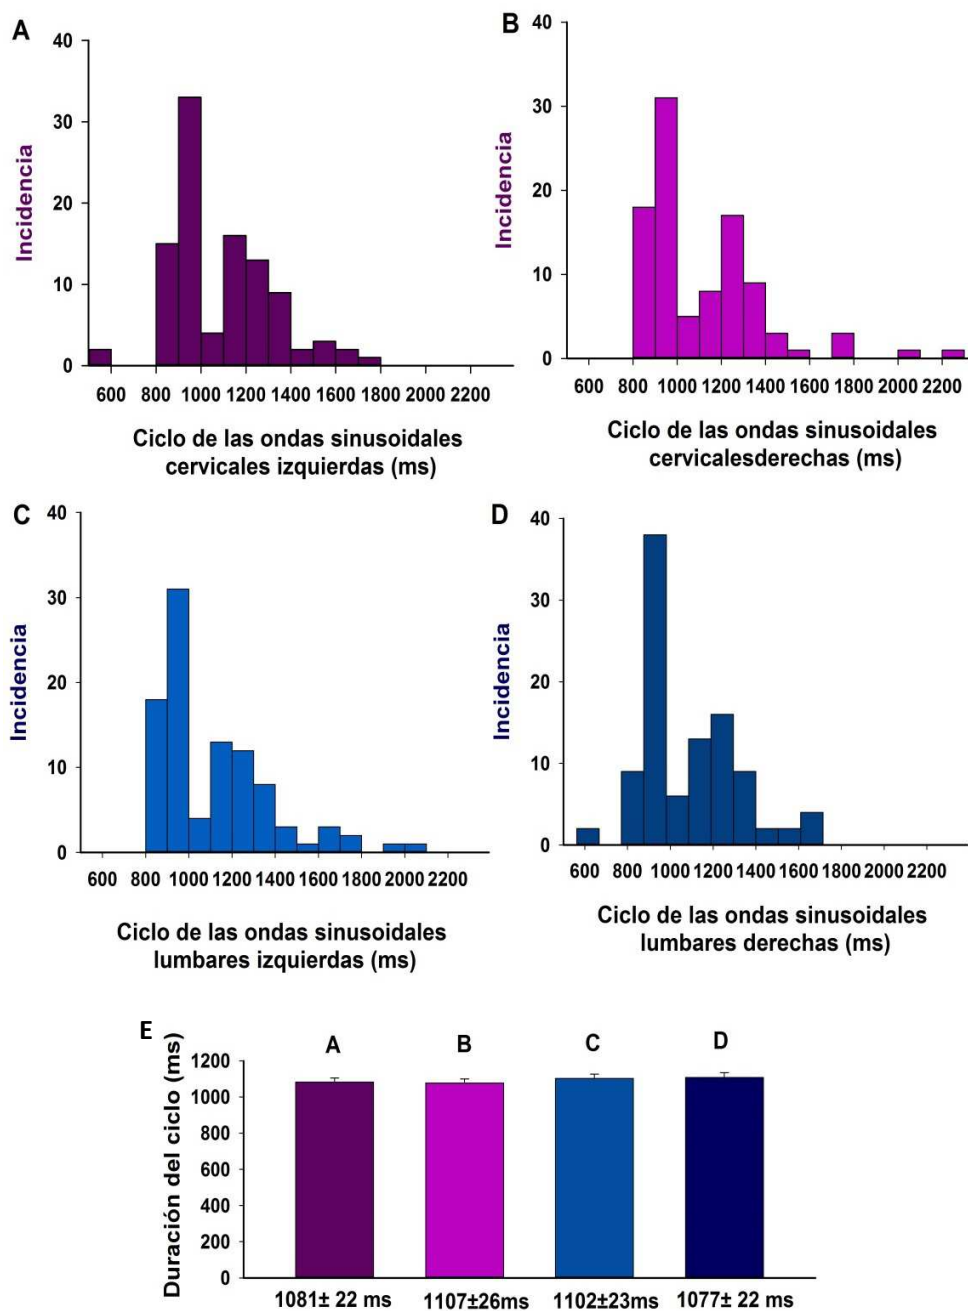 A
Incidencia
40
30
20
10
0
600 800 1000 1200 1400 1600 1800 2000 2200
Ciclo de las ondas sinusoidales
cervicales izquierdas (ms)
B
Incidencia
40
30
20
10
0
600 800 1000 1200 1400 1600 1800 2000 2200
Ciclo de las ondas sinusoidales
cervicalesderechas (ms)
C
Incidencia
40
30
20
10
0
600 800 1000 1200 1400 1600 1800 2000 2200
Ciclo de las ondas sinusoidales
lumbares izquierdas (ms)
D
Incidencia
40
30
20
10
0
600 800 1000 1200 1400 1600 1800 2000 2200
Ciclo de las ondas sinusoidales
lumbares derechas (ms)
E
Duración del ciclo (ms)
1200
1000
800
600
400
200
0
A B C D
1081± 22 ms 1107±26ms 1102±23ms 1077± 22 ms